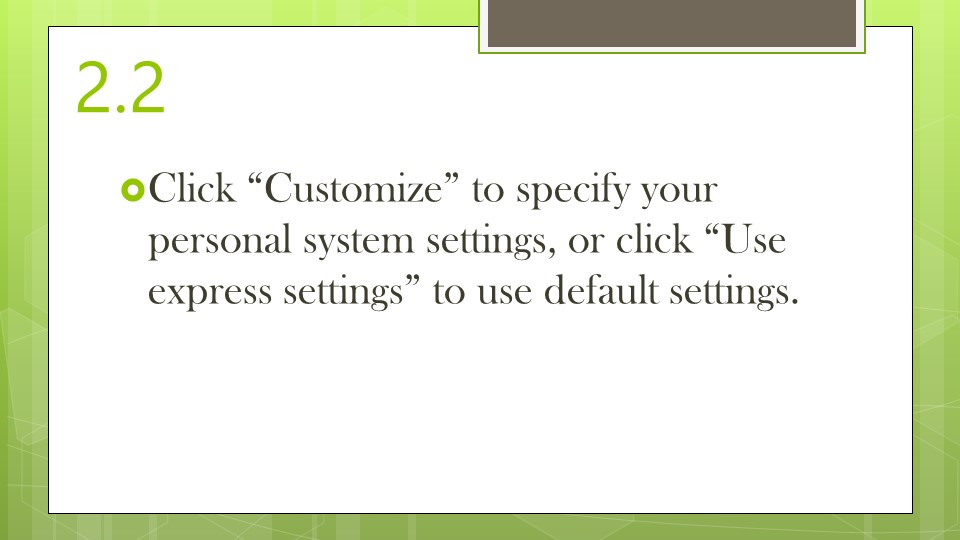 2.2
Click “Customize” to specify your
personal system settings, or click “Use
express settings” to use default settings.